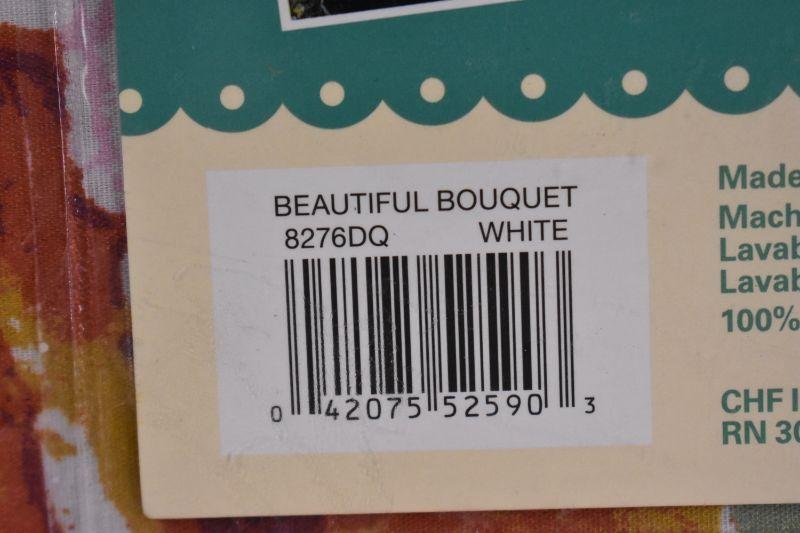 BEAUTIFUL BOUQUET
8276DQ WHITE
0 42075 52590 3
Made
Mach
Lavab
Lavab
100%
CHF I
RN 30